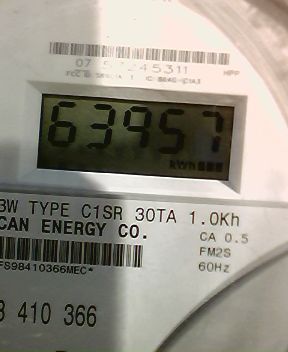 63957
kWh
3W TYPE C1SR 30TA 1.0Kh
CAN ENERGY CO.
CA 0.5
FM2S
60Hz
FS98410366MEC*
410 366